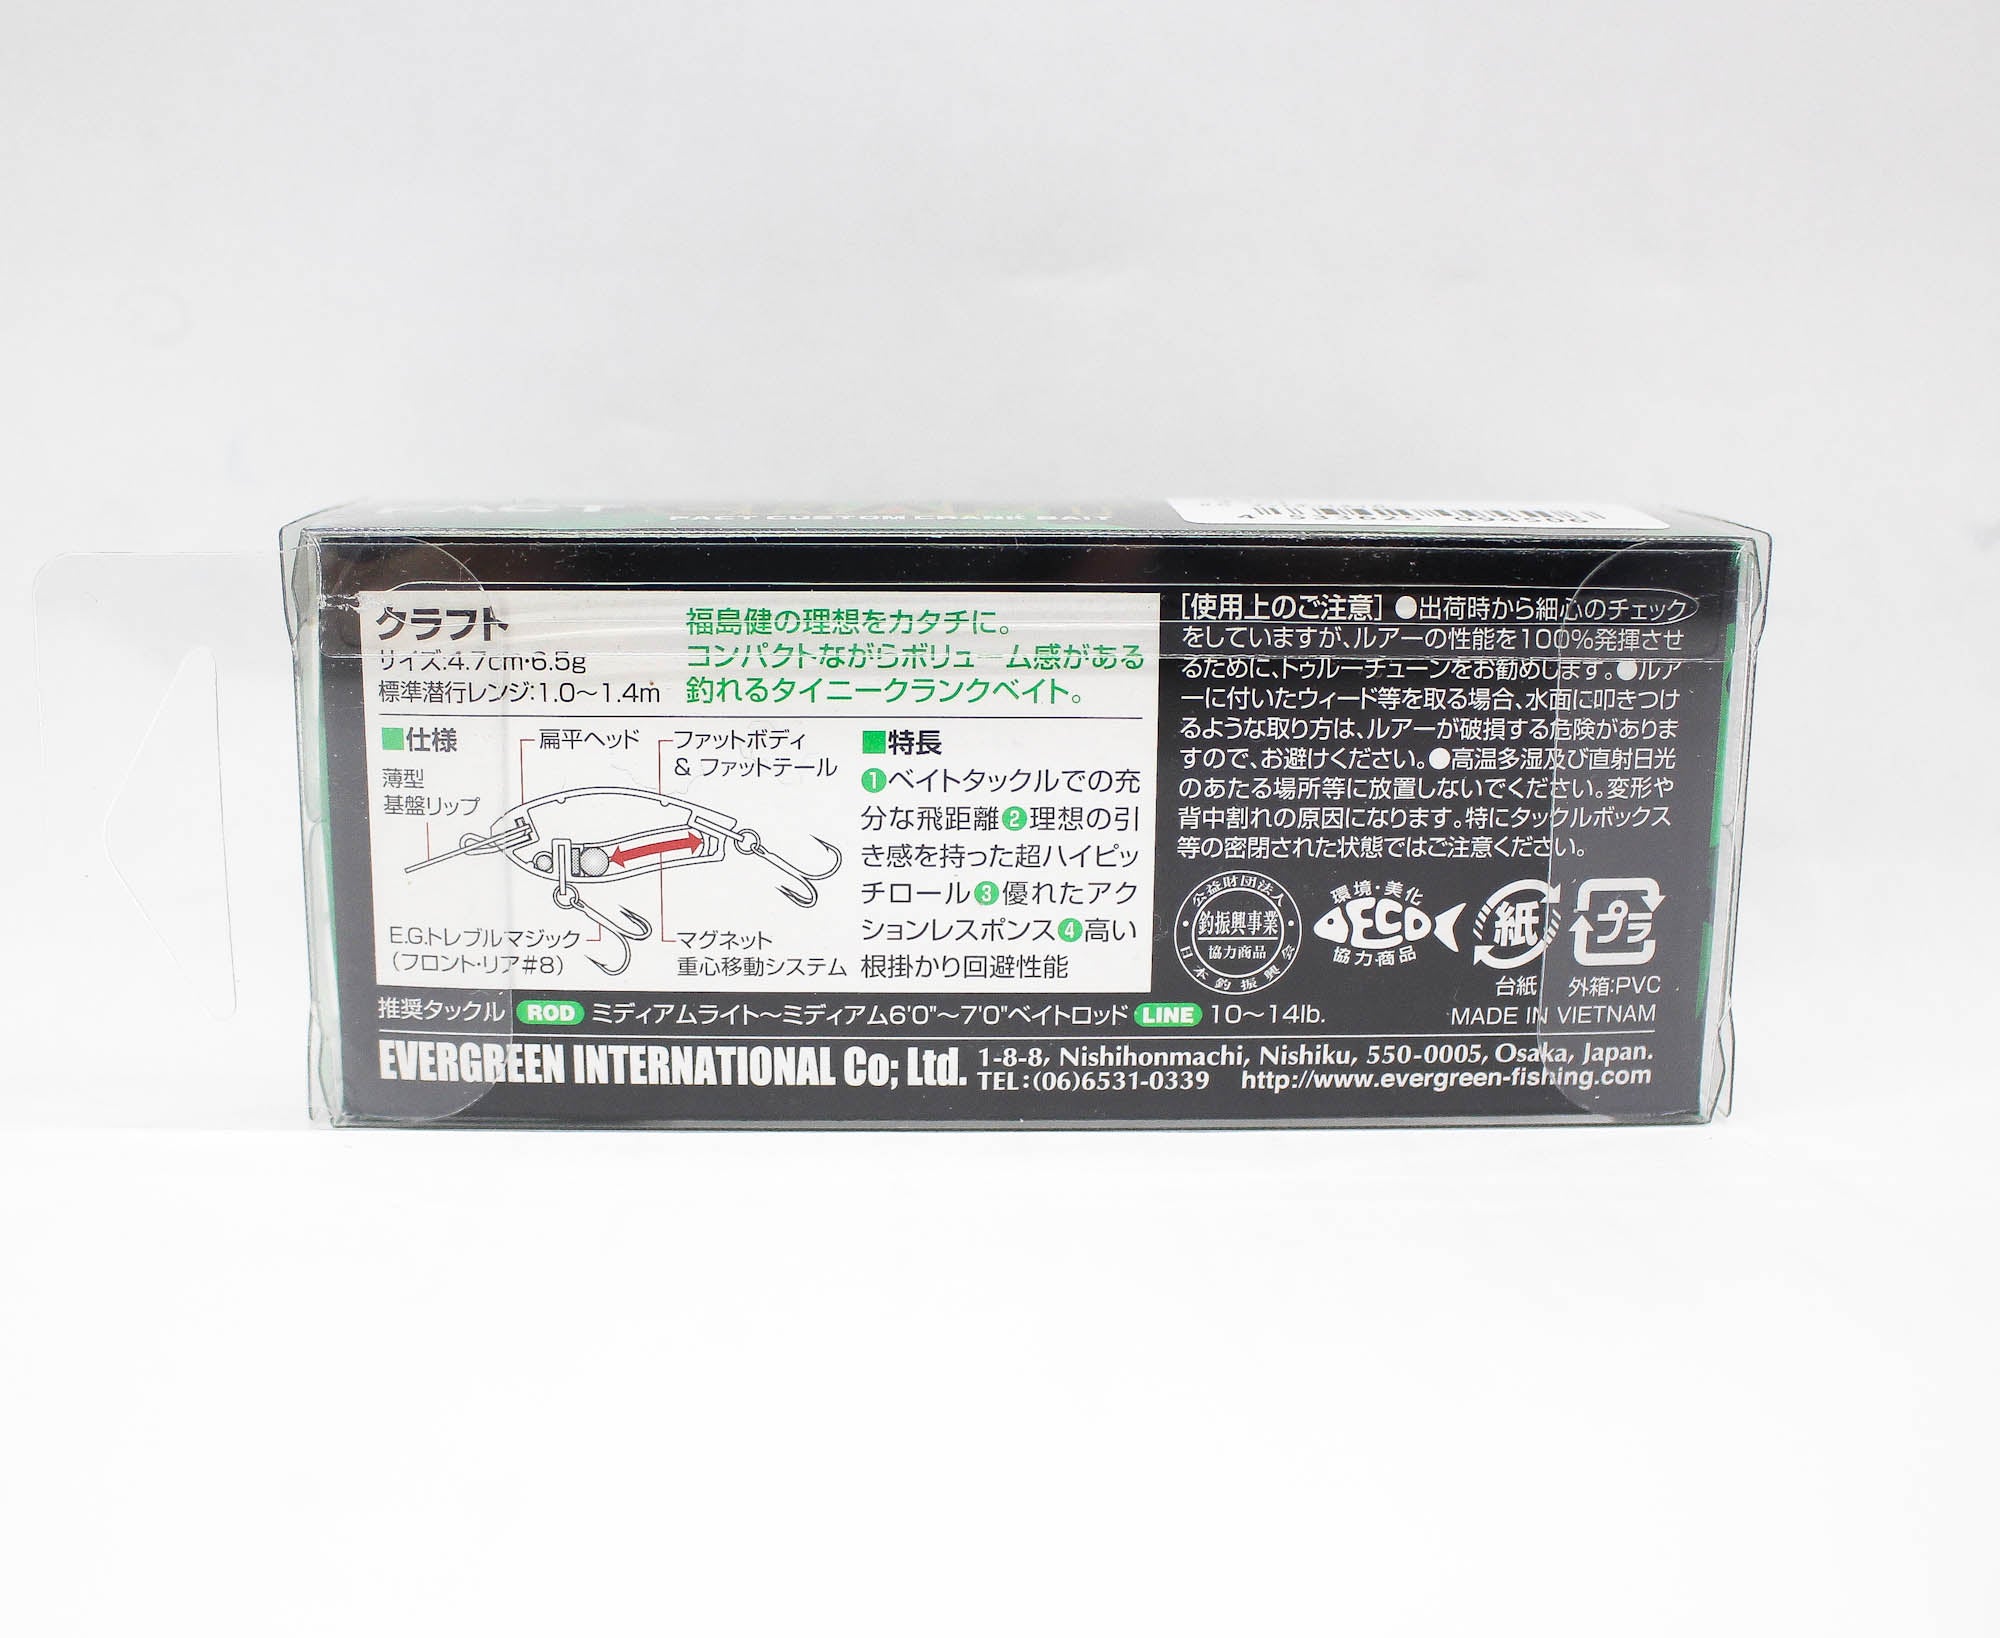 FACT CUSTOM CRANK BAIT
クラフト
サイズ:4.7cm・6.5g
標準潜行レンジ:1.0〜1.4m
福島健の理想をカタチに。
コンパクトながらボリューム感がある
釣れるタイニークランクベイト。
■仕様
扁平ヘッド
ファットボディ
& ファットテール
薄型
基盤リップ
E.G.トレブルマジック
(フロント・リア#8)
マグネット
重心移動システム
■特長
❶ベイトタックルでの充
分な飛距離❷理想の引
き感を持った超ハイピッ
チロール❸優れたアク
ションレスポンス❹高い
根掛かり回避性能
推奨タックル ROD ミディアムライト〜ミディアム6'0"〜7'0"ベイトロッド LINE 10〜14lb.
[使用上のご注意] ●出荷時から細心のチェック
をしていますが、ルアーの性能を100%発揮させ
るために、トゥルーチューンをお勧めします。●ルア
ーに付いたウィード等を取る場合、水面に叩きつけ
るような取り方は、ルアーが破損する危険がありま
すので、お避けください。●高温多湿及び直射日光
のあたる場所等に放置しないでください。変形や
背中割れの原因になります。特にタックルボックス
等の密閉された状態ではご注意ください。
公益財団法人
釣振興事業
協力商品
日本釣振興会
環境・美化
ECO
協力商品
紙
台紙
プラ
外箱:PVC
MADE IN VIETNAM
EVERGREEN INTERNATIONAL Co; Ltd. 1-8-8, Nishihonmachi, Nishiku, 550-0005, Osaka, Japan.
TEL:(06)6531-0339 http://www.evergreen-fishing.com